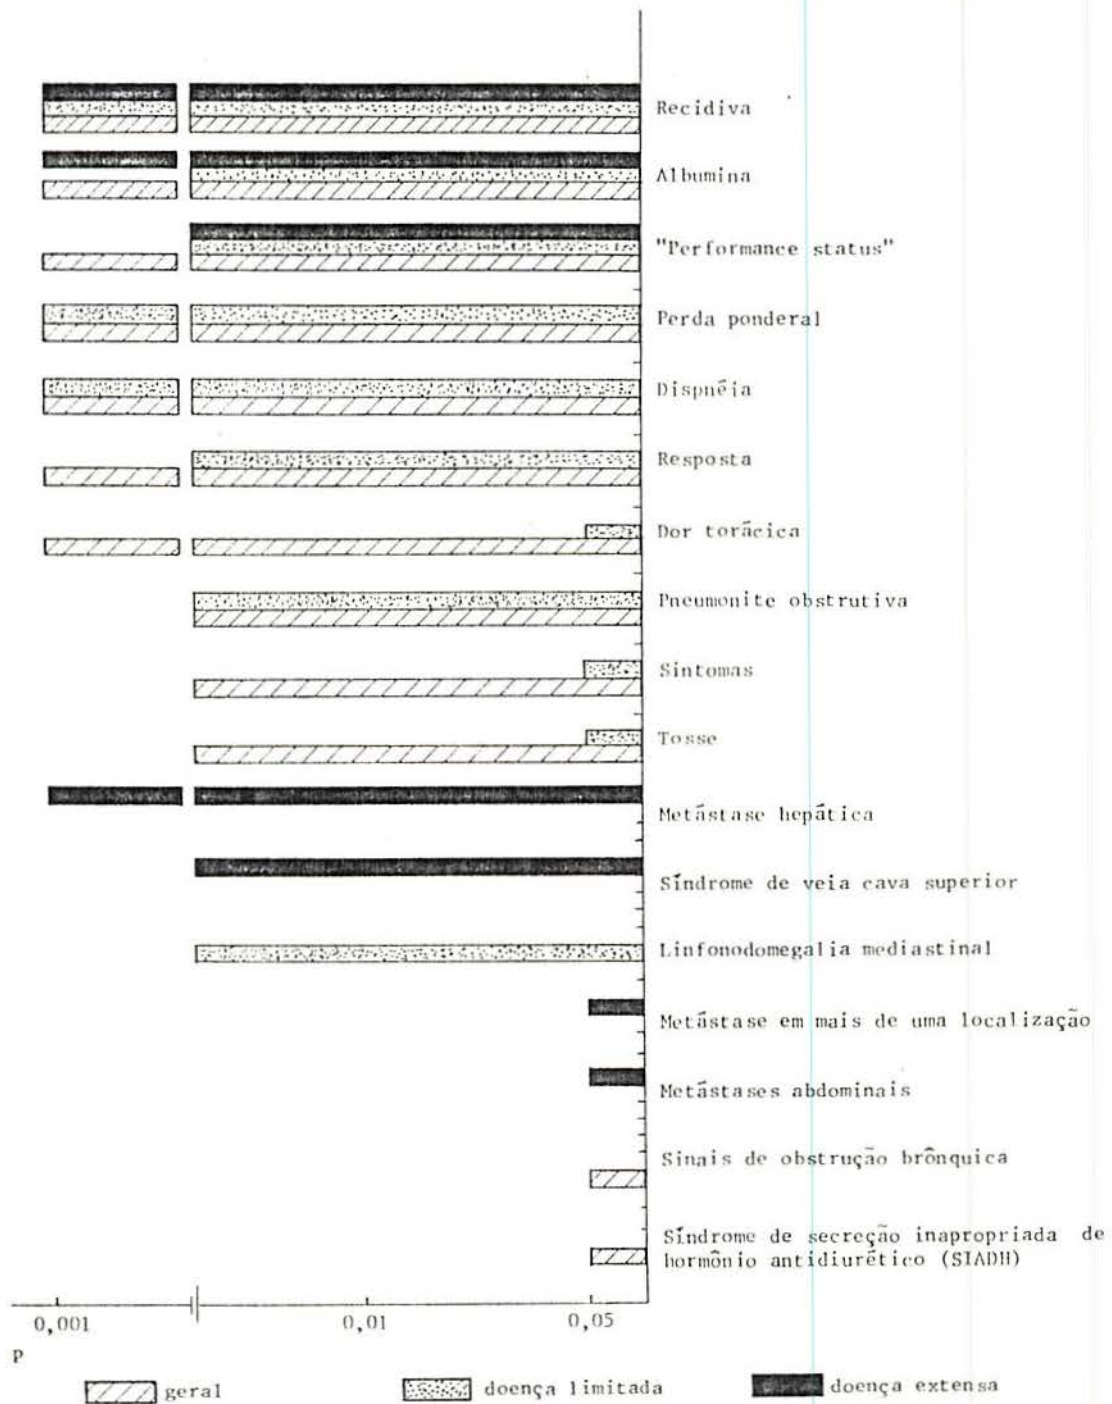 Recidiva
Albumina
"Performance status"
Perda ponderal
Dispnéia
Resposta
Dor torácica
Pneumonite obstrutiva
Sintomas
Tosse
Metástase hepática
Síndrome de veia cava superior
Linfonodomegalia mediastinal
Metástase em mais de uma localização
Metástases abdominais
Sinais de obstrução brônquica
Síndrome de secreção inapropriada de
hormônio antidiurético (SIADH)
0,001 0,01 0,05
P
geral doença limitada doença extensa